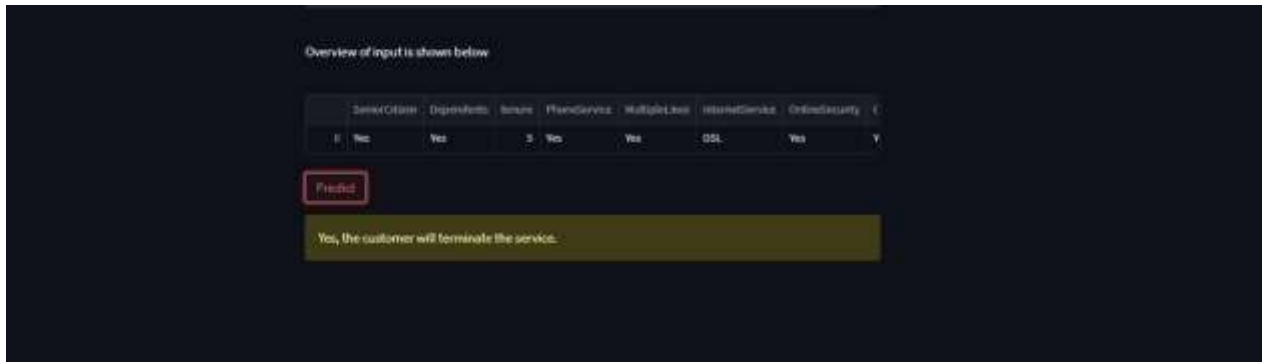 Overview of input is shown below
SeniorCitizen Dependents tenure PhoneService MultipleLines InternetService OnlineSecurity
0 Yes Yes 3 Yes Yes DSL Yes Y
Predict
Yes, the customer will terminate the service.